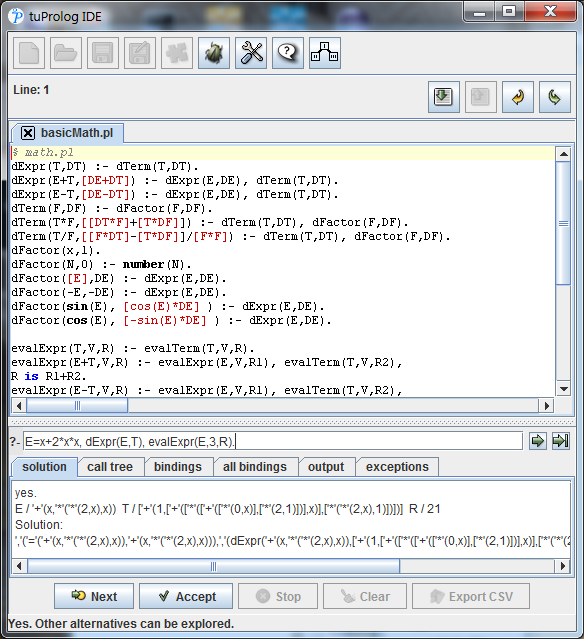 tuProlog IDE
Line: 1
basicMath.pl
% math.pl
dExpr(T,DT) :- dTerm(T,DT).
dExpr(E+T,[DE+DT]) :- dExpr(E,DE), dTerm(T,DT).
dExpr(E-T,[DE-DT]) :- dExpr(E,DE), dTerm(T,DT).
dTerm(F,DF) :- dFactor(F,DF).
dTerm(T*F,[[DT*F]+[T*DF]]) :- dTerm(T,DT), dFactor(F,DF).
dTerm(T/F,[[F*DT]-[T*DF]]/[F*F]) :- dTerm(T,DT), dFactor(F,DF).
dFactor(x,1).
dFactor(N,0) :- number(N).
dFactor([E],DE) :- dExpr(E,DE).
dFactor(-E,-DE) :- dExpr(E,DE).
dFactor(sin(E), [cos(E)*DE] ) :- dExpr(E,DE).
dFactor(cos(E), [-sin(E)*DE] ) :- dExpr(E,DE).
evalExpr(T,V,R) :- evalTerm(T,V,R).
evalExpr(E+T,V,R) :- evalExpr(E,V,R1), evalTerm(T,V,R2),
R is R1+R2.
evalExpr(E-T,V,R) :- evalExpr(E,V,R1), evalTerm(T,V,R2),
?- E=x+2*x*x, dExpr(E,T), evalExpr(E,3,R).
solution call tree bindings all bindings output exceptions
yes.
E / '+'(x,'*'('*'(2,x),x)) T / ['+'(1,['+'(['*'(['+'(['*'(0,x)],['*'(2,1)])],x)],['*'('*'(2,x),1)])])] R / 21
Solution:
','('='('+'(x,'*'('*'(2,x),x)),'+'(x,'*'('*'(2,x),x))),','(dExpr('+'(x,'*'('*'(2,x),x)),['+'(1,['+'(['*'(['+'(['*'(0,x)],['*'(2,1)])],x)],['*'('*'(2
Next Accept Stop Clear Export CSV
Yes. Other alternatives can be explored.